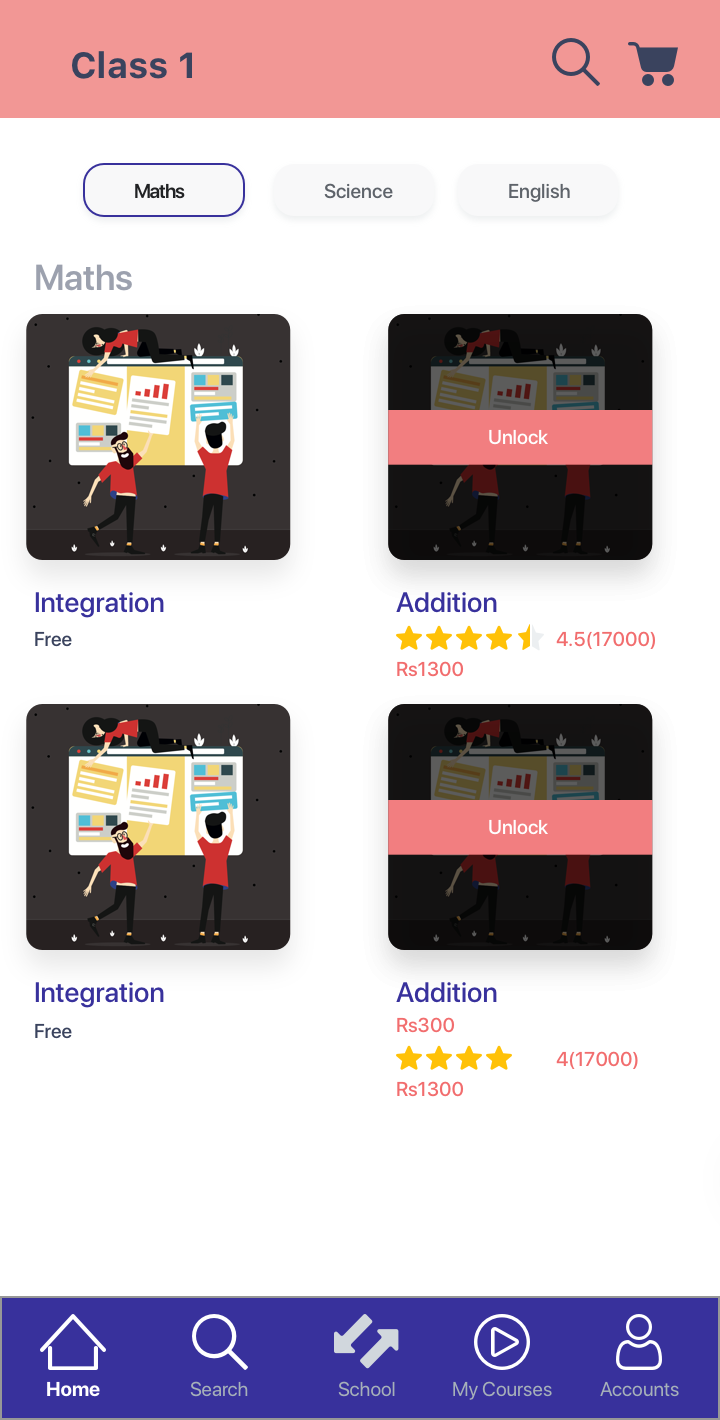 Class 1
Maths Science English
Maths
Unlock
Integration Addition
Free 4.5(17000)
Rs1300
Unlock
Integration Addition
Free Rs300
4(17000)
Rs1300
Home Search School My Courses Accounts